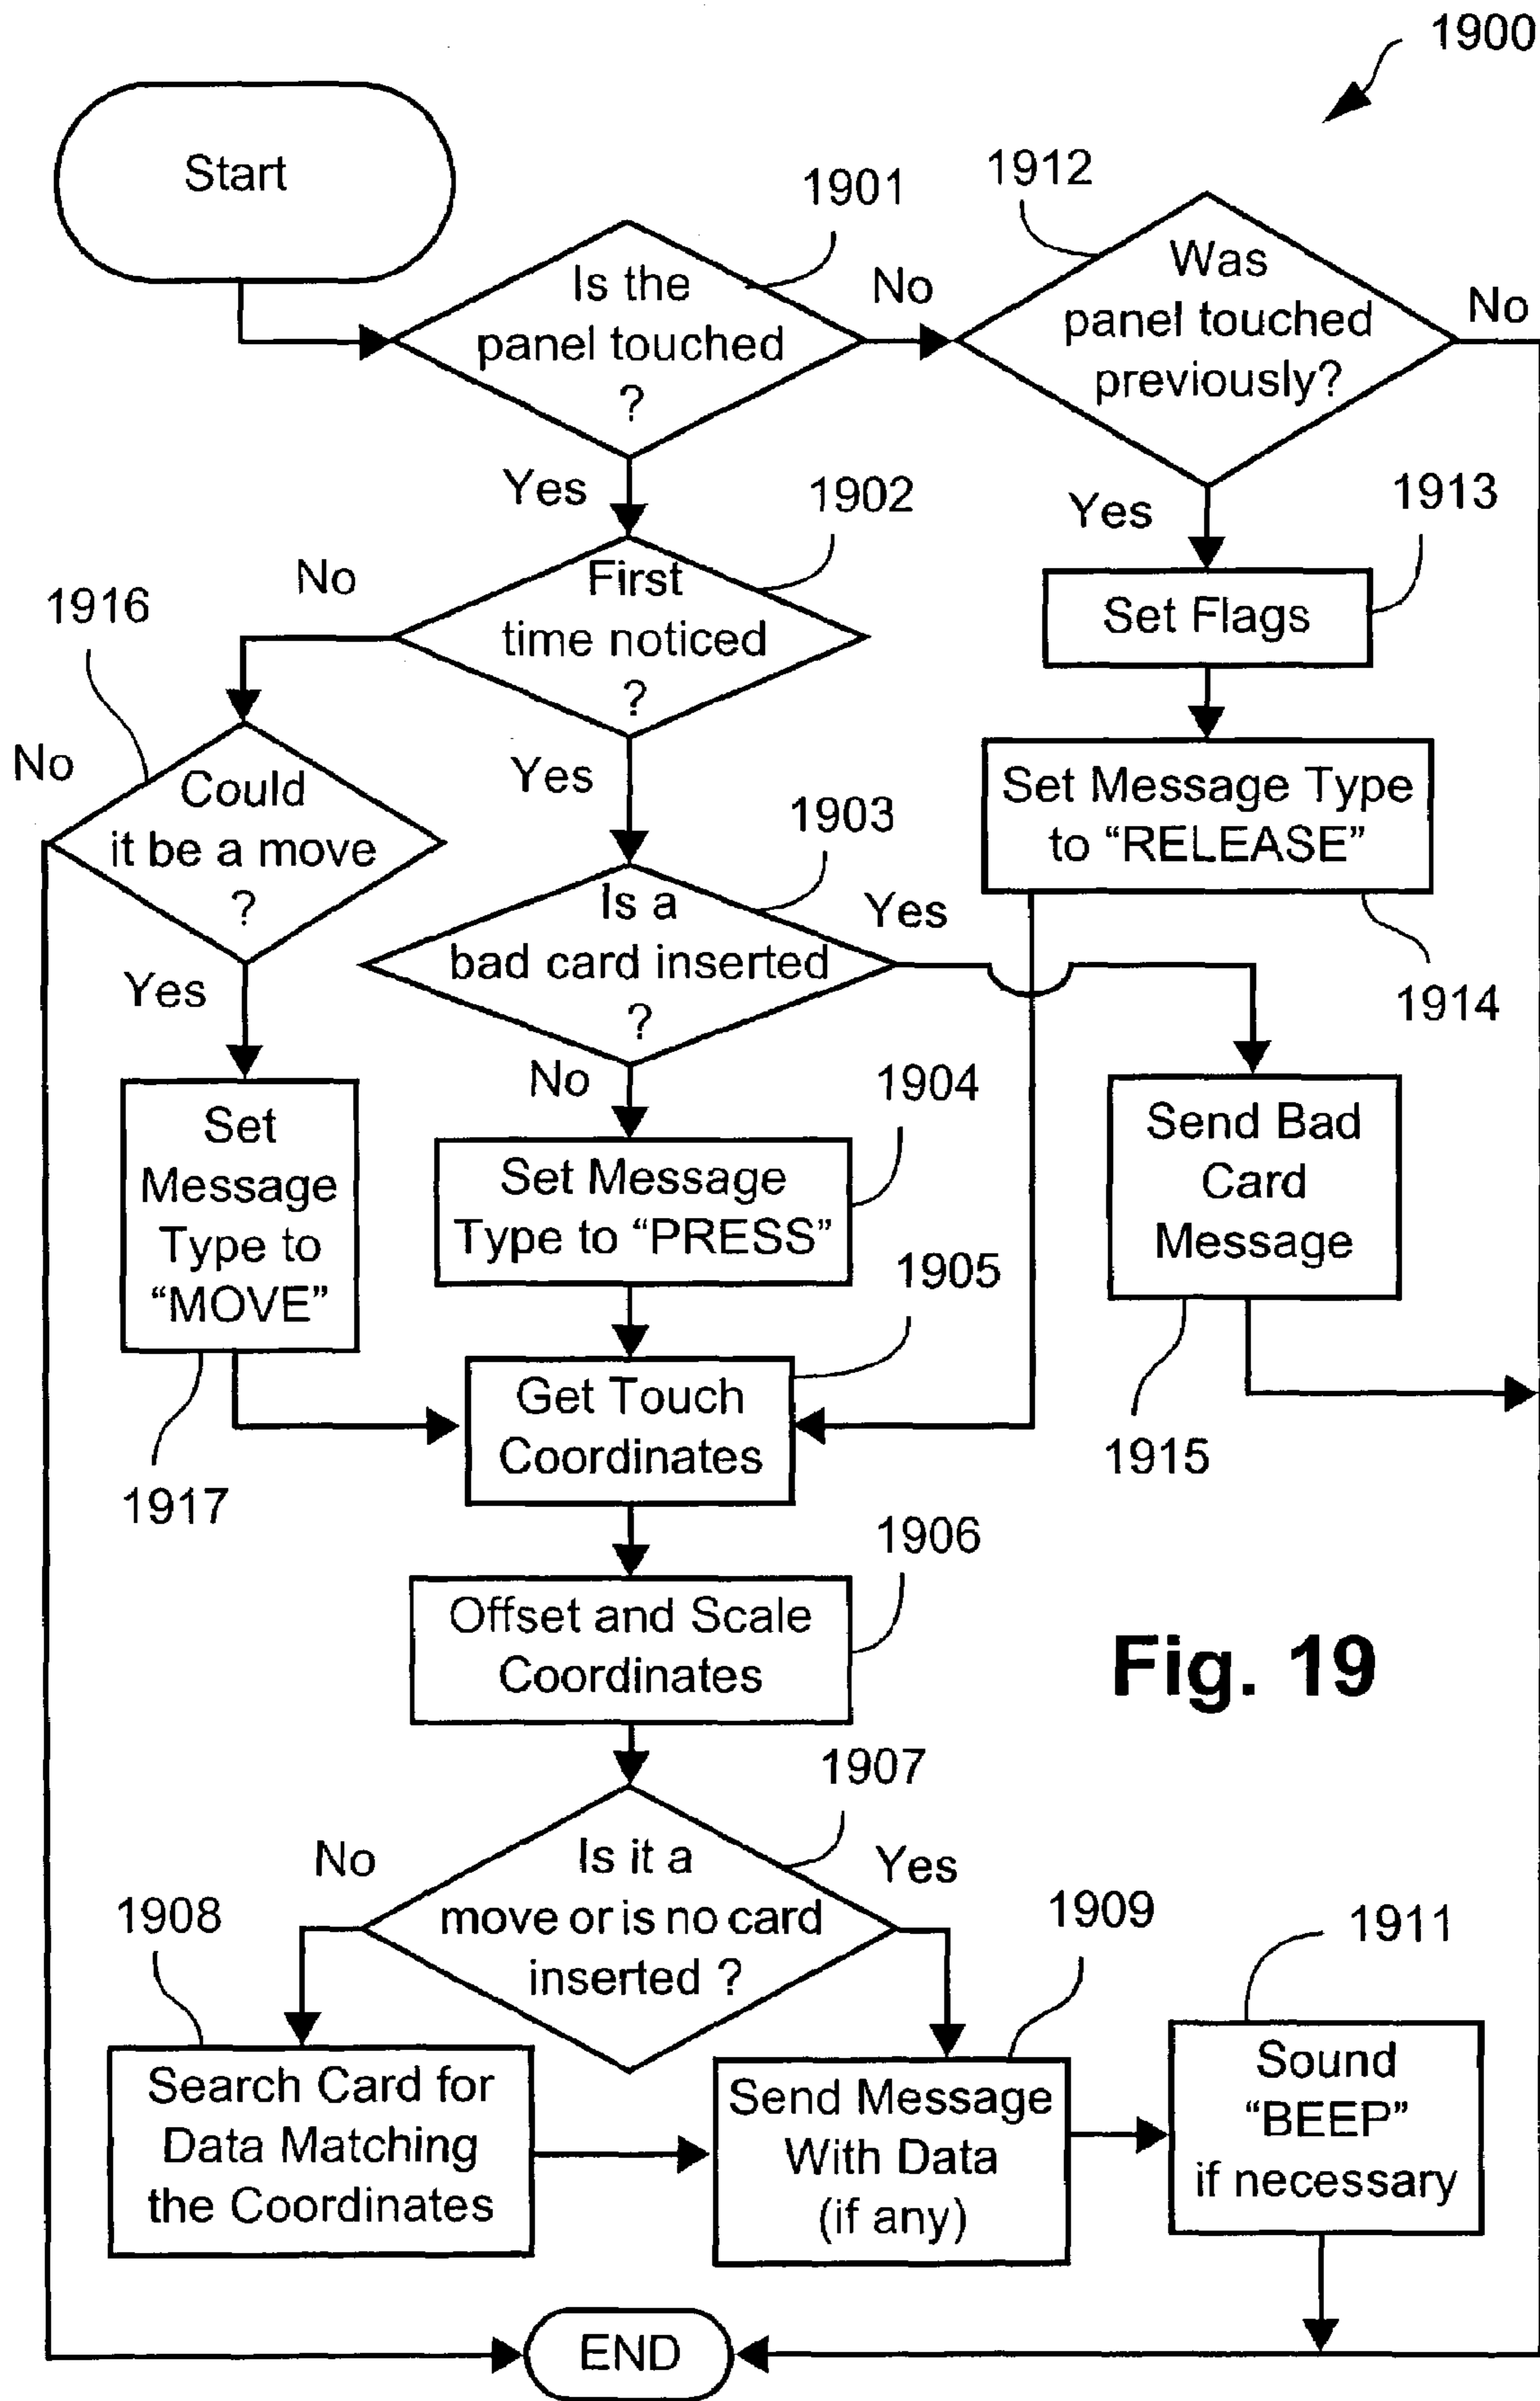 1900
Start
1901
1912
Is the
panel touched
?
No
Was
panel touched
previously?
No
Yes
1902
Yes
1913
No
First
time noticed
?
Set Flags
1916
No
Could
it be a move
?
Yes
1903
Set Message Type
to “RELEASE”
Is a
bad card inserted
?
Yes
1914
Yes
No
1904
Set
Message
Type to
“MOVE”
Set Message
Type to “PRESS”
Send Bad
Card
Message
1905
Get Touch
Coordinates
1915
1917
1906
Offset and Scale
Coordinates
Fig. 19
1907
No
Is it a
move or is no card
inserted ?
Yes
1908
1909
1911
Search Card for
Data Matching
the Coordinates
Send Message
With Data
(if any)
Sound
“BEEP”
if necessary
END